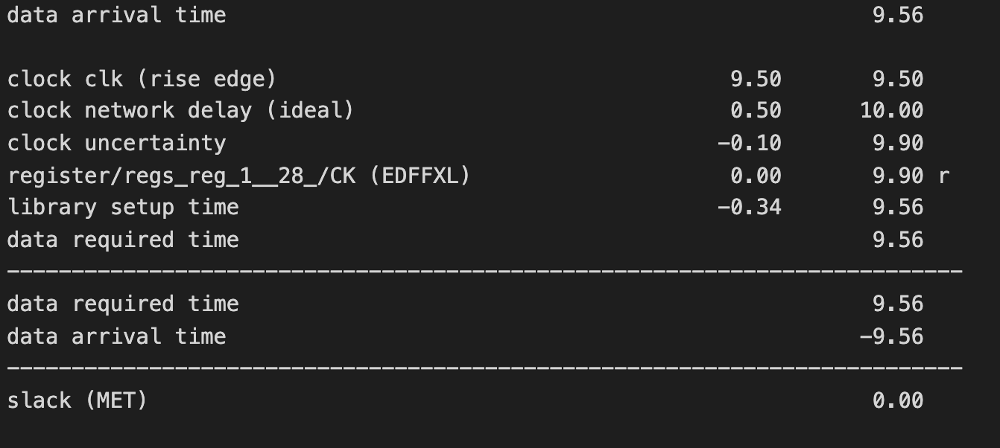 data arrival time 9.56
clock clk (rise edge) 9.50 9.50
clock network delay (ideal) 0.50 10.00
clock uncertainty -0.10 9.90
register/regs_reg_1__28_/CK (EDFFXL) 0.00 9.90 r
library setup time -0.34 9.56
data required time 9.56
--------------------------------------------------------------------------
data required time 9.56
data arrival time -9.56
--------------------------------------------------------------------------
slack (MET) 0.00